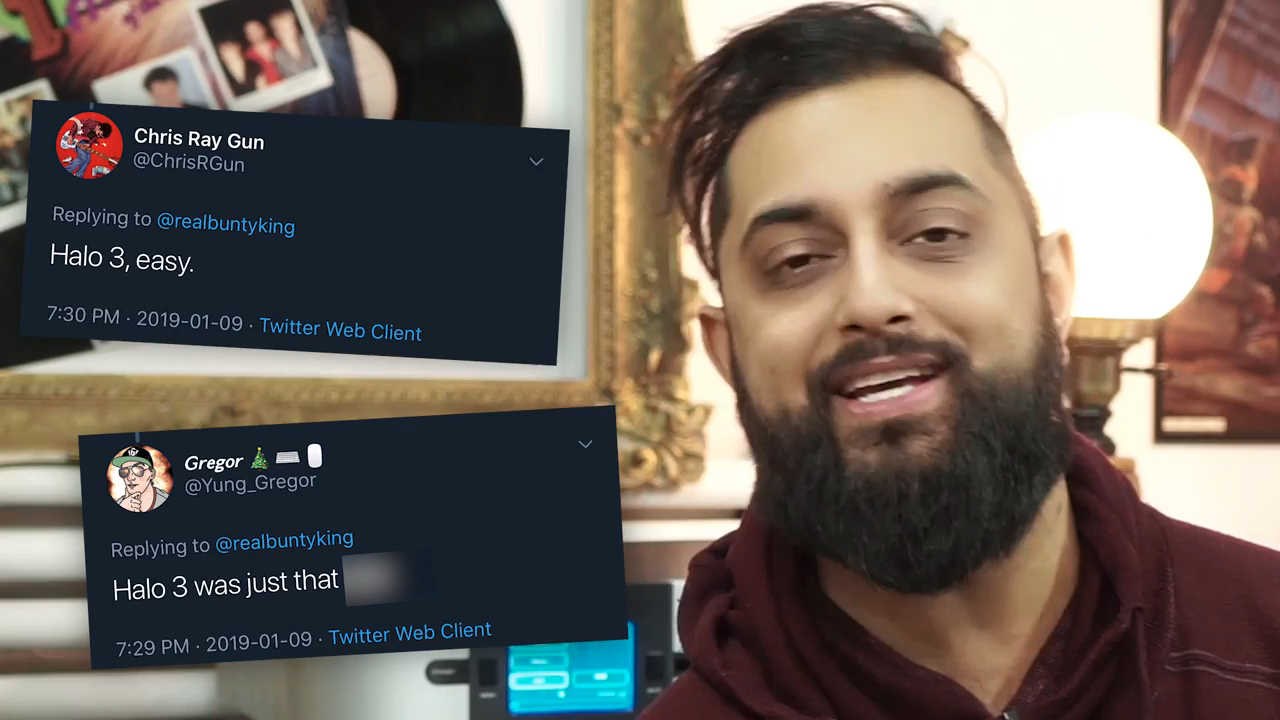 Chris Ray Gun
@ChrisRGun
Replying to @realbuntyking
Halo 3, easy.
7:30 PM · 2019-01-09 · Twitter Web Client
Gregor 🎄
@Yung_Gregor
Replying to @realbuntyking
Halo 3 was just that
7:29 PM · 2019-01-09 · Twitter Web Client